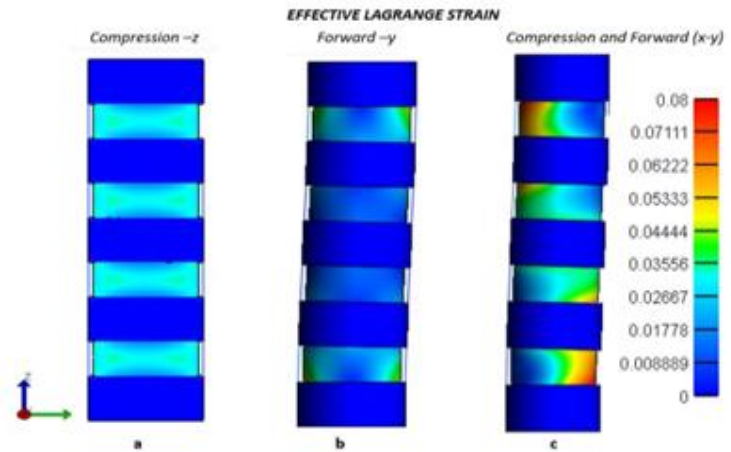 EFFECTIVE LAGRANGE STRAIN
Compression –z
Forward –y
Compression and Forward (x-y)
0.08
0.07111
0.06222
0.05333
0.04444
0.03556
0.02667
0.01778
0.008889
0
Z
a
b
c